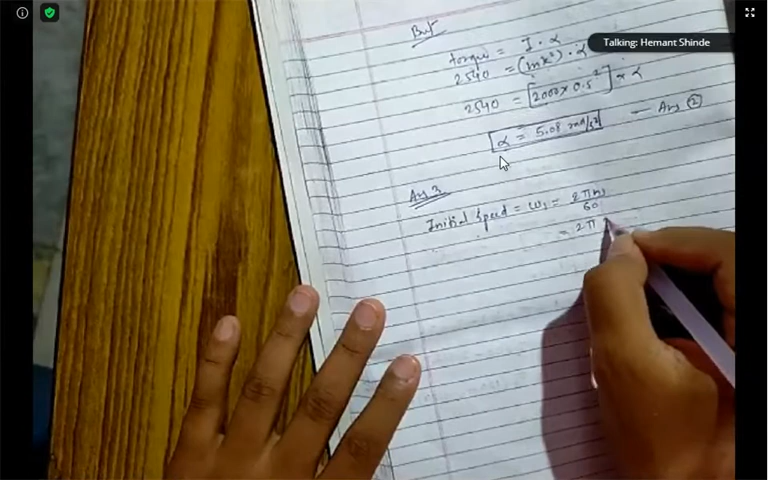 Talking: Hemant Shinde
But
torque = I · α
2540 = (mk²) · α
2540 = [2000 × 0.5²] × α
α = 5.08 rad/s² — Ans ②
Ans 3
Initial speed = ω₁ = 2πN₁/60
= 2π